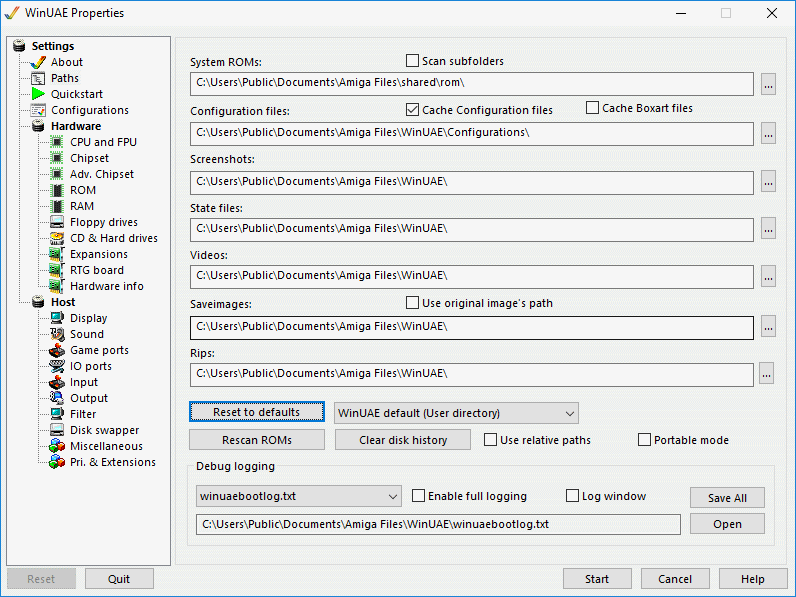 WinUAE Properties
Settings
About
Paths
Quickstart
Configurations
Hardware
CPU and FPU
Chipset
Adv. Chipset
ROM
RAM
Floppy drives
CD & Hard drives
Expansions
RTG board
Hardware info
Host
Display
Sound
Game ports
IO ports
Input
Output
Filter
Disk swapper
Miscellaneous
Pri. & Extensions
System ROMs: Scan subfolders
C:\Users\Public\Documents\Amiga Files\shared\rom\ ...
Configuration files: Cache Configuration files Cache Boxart files
C:\Users\Public\Documents\Amiga Files\WinUAE\Configurations\ ...
Screenshots:
C:\Users\Public\Documents\Amiga Files\WinUAE\ ...
State files:
C:\Users\Public\Documents\Amiga Files\WinUAE\ ...
Videos:
C:\Users\Public\Documents\Amiga Files\WinUAE\ ...
Saveimages: Use original image's path
C:\Users\Public\Documents\Amiga Files\WinUAE\ ...
Rips:
C:\Users\Public\Documents\Amiga Files\WinUAE\ ...
Reset to defaults WinUAE default (User directory)
Rescan ROMs Clear disk history Use relative paths Portable mode
Debug logging
winuaebootlog.txt Enable full logging Log window Save All
C:\Users\Public\Documents\Amiga Files\WinUAE\winuaebootlog.txt Open
Reset Quit Start Cancel Help